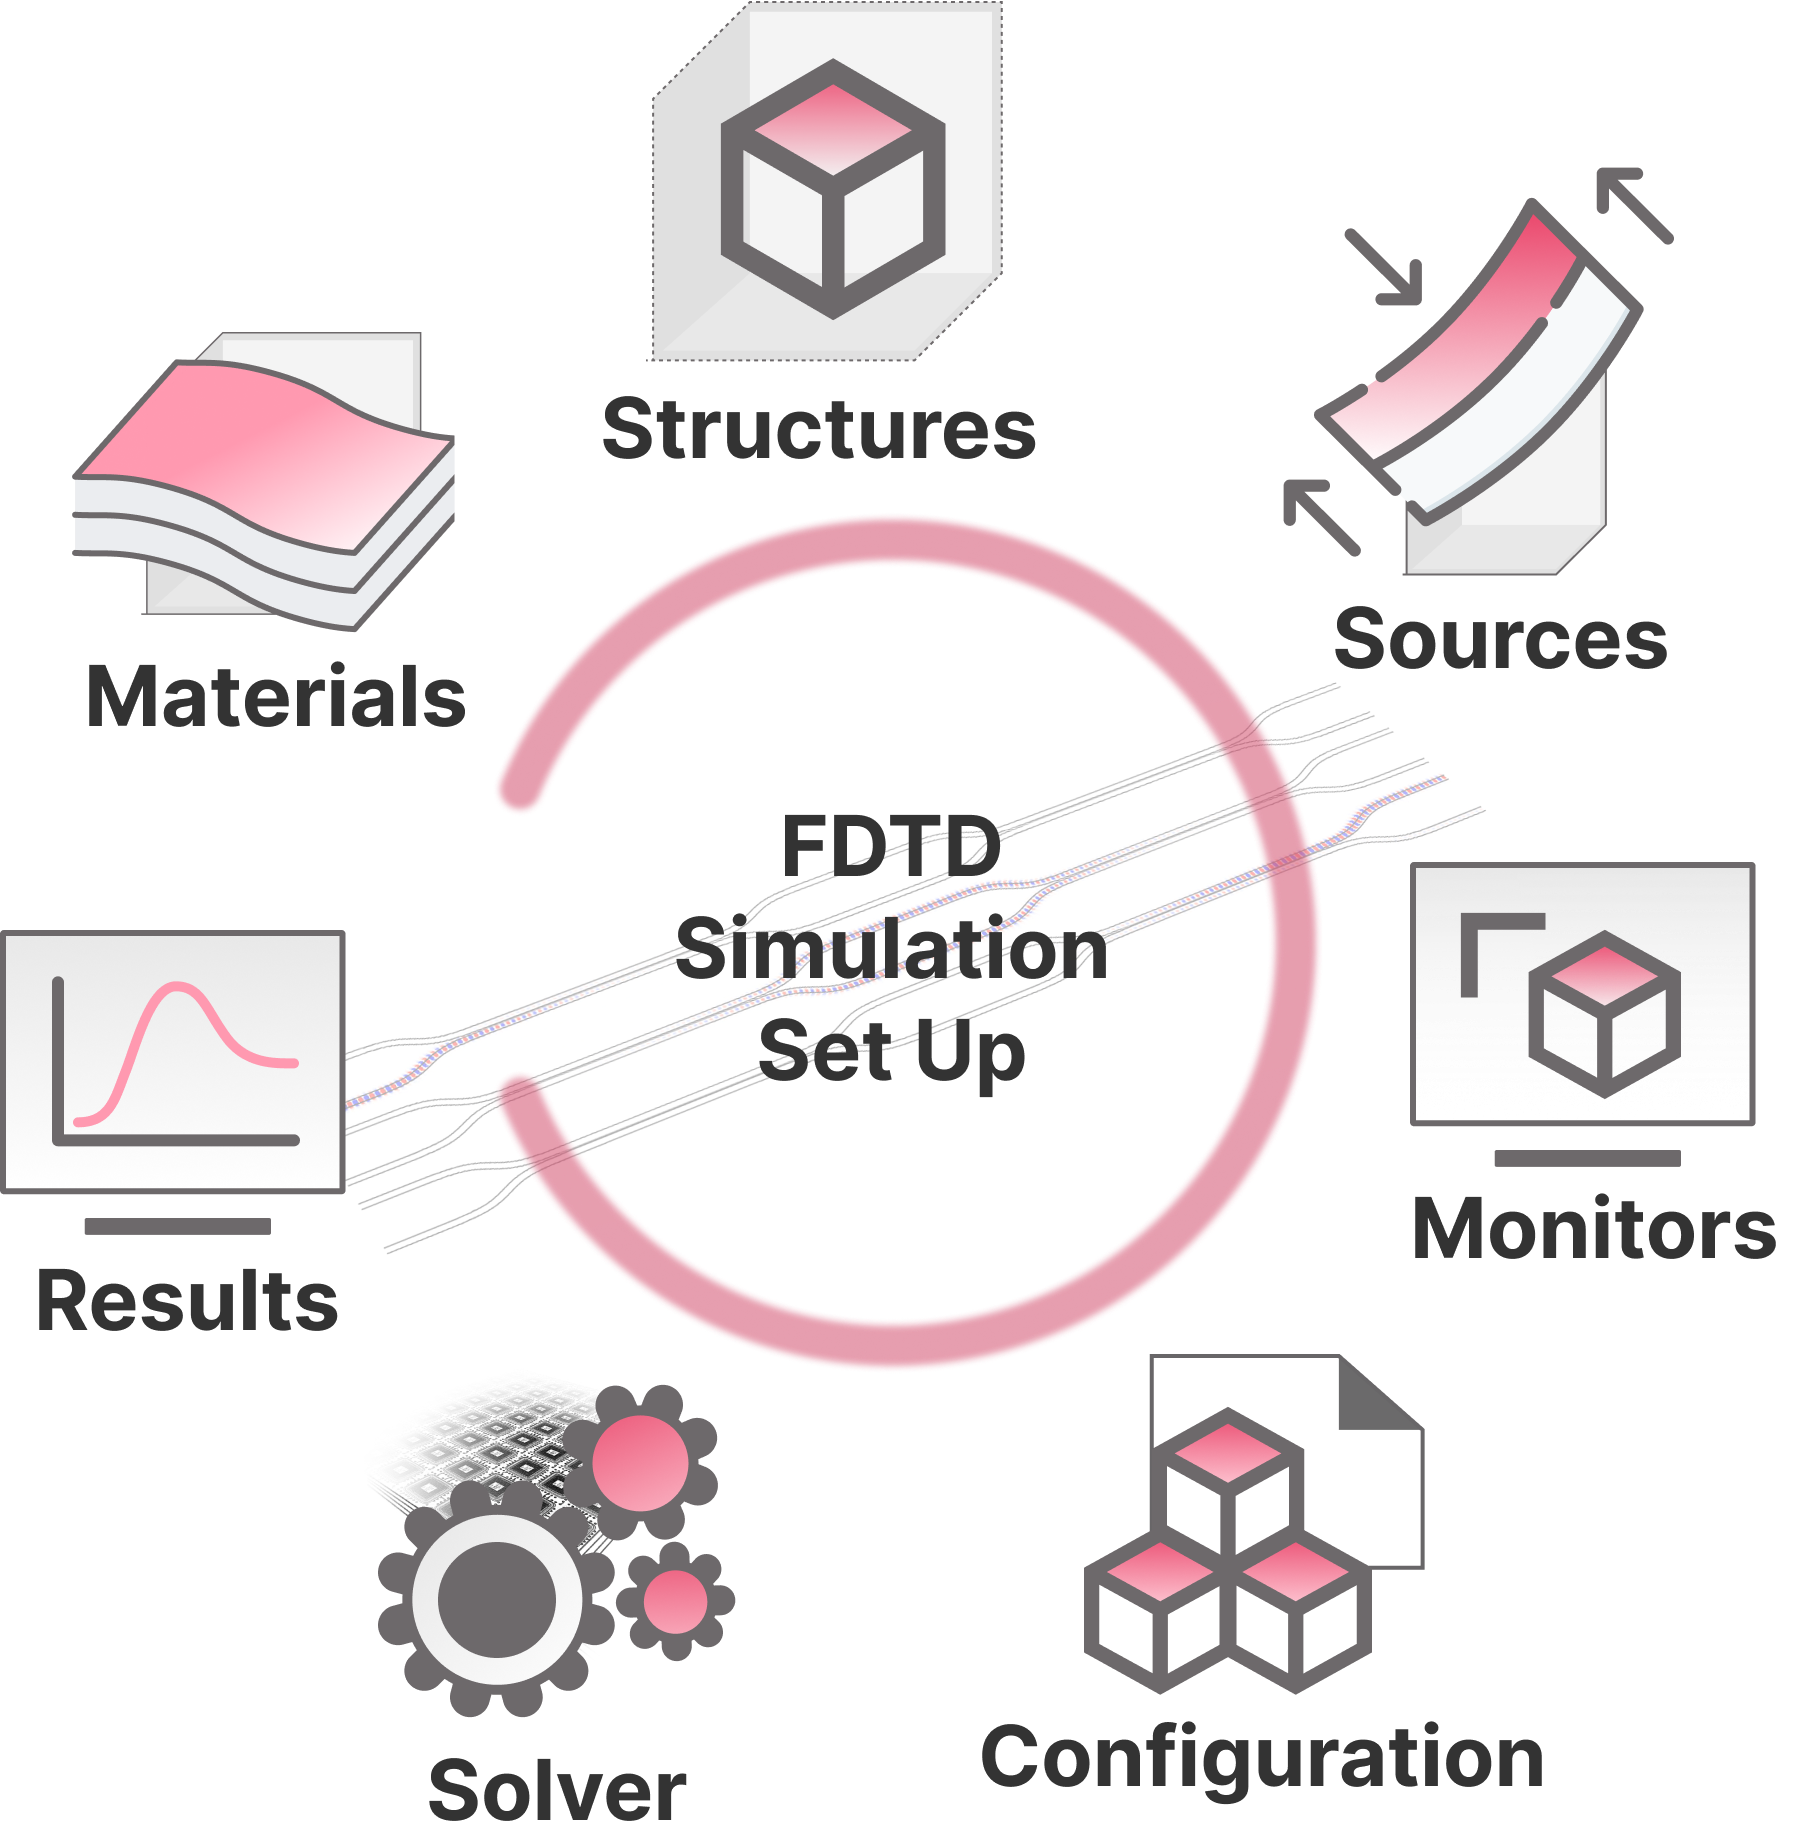 Structures
Sources
Materials
FDTD
Simulation
Set Up
Monitors
Results
Configuration
Solver